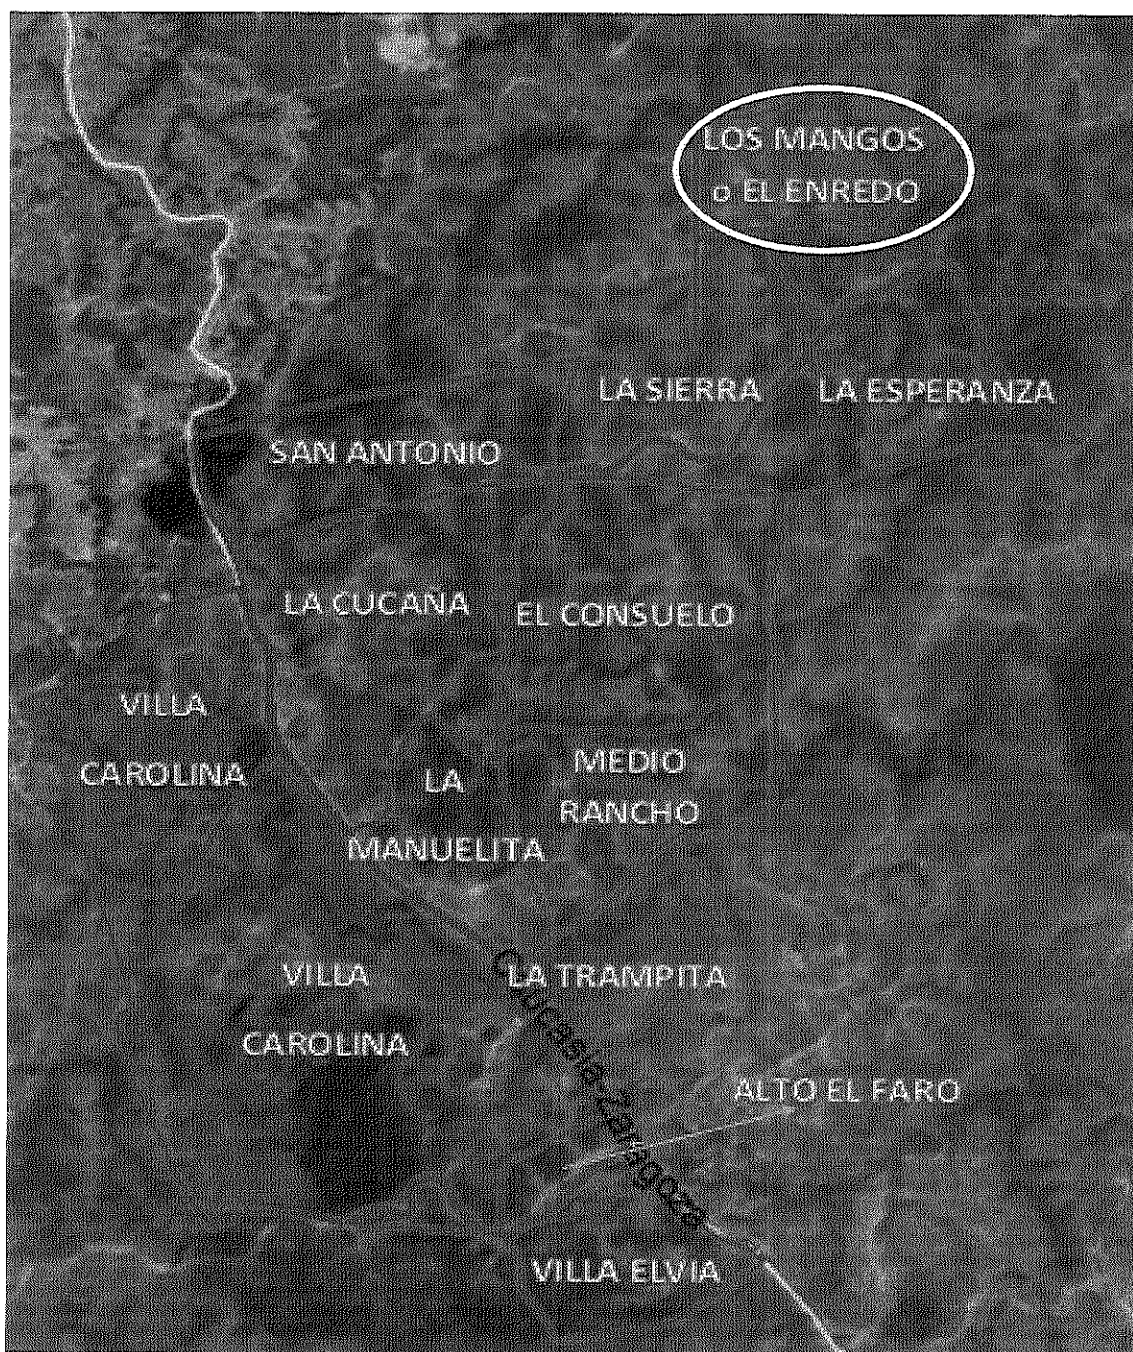 LOS MANGOS
o EL ENREDO
LA SIERRA
LA ESPERANZA
SAN ANTONIO
LA CUCAÑA
EL CONSUELO
VILLA
CAROLINA
LA
MANUELITA
MEDIO
RANCHO
VILLA
CAROLINA
LA TRAMPITA
Caucasia-Zaragoza
ALTO EL FARO
VILLA ELVIA